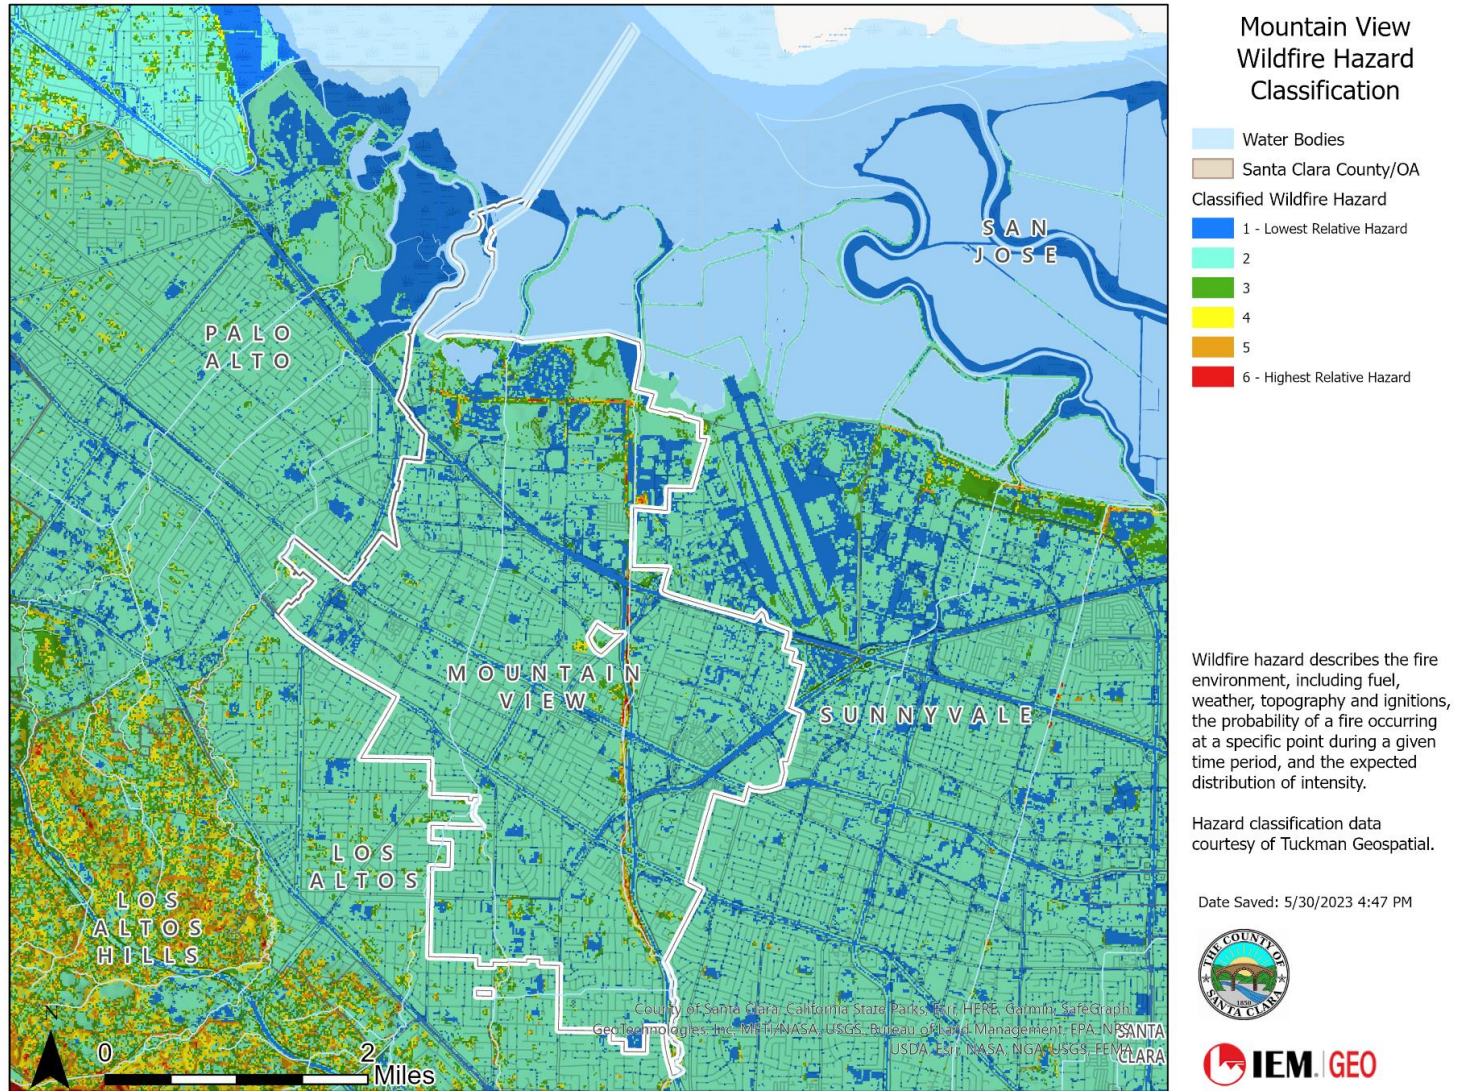 Mountain View
Wildfire Hazard
Classification
Water Bodies
Santa Clara County/OA
Classified Wildfire Hazard
1 - Lowest Relative Hazard
2
3
4
5
6 - Highest Relative Hazard
SAN
JOSE
PALO
ALTO
MOUNTAIN
VIEW
SUNNYVALE
LOS
ALTOS
LOS
ALTOS
HILLS
SANTA
CLARA
Wildfire hazard describes the fire
environment, including fuel,
weather, topography and ignitions,
the probability of a fire occurring
at a specific point during a given
time period, and the expected
distribution of intensity.
Hazard classification data
courtesy of Tuckman Geospatial.
Date Saved: 5/30/2023 4:47 PM
County of Santa Clara, California State Parks, Esri, HERE, Garmin, SafeGraph,
GeoTechnologies, Inc, METI/NASA, USGS, Bureau of Land Management, EPA, NPS,
USDA, Esri, NASA, NGA, USGS, FEMA
N
0 2
Miles
THE COUNTY OF
SANTA CLARA
1850
IEM. GEO